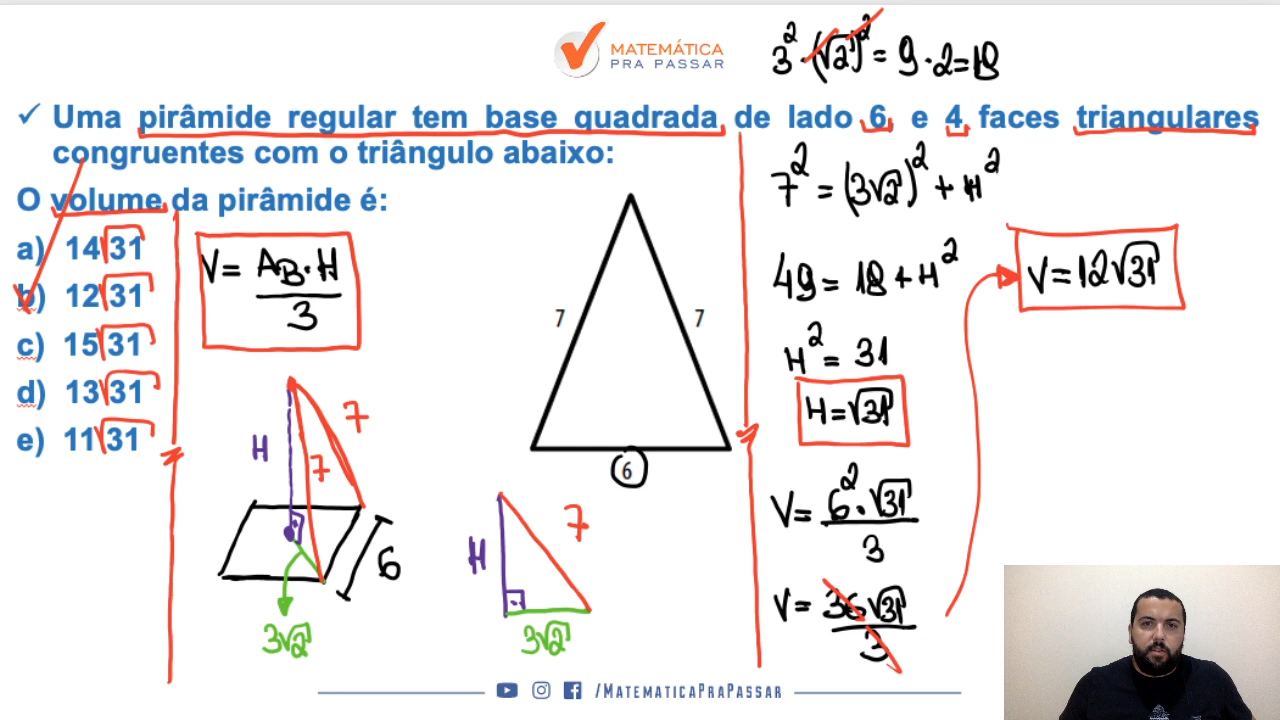 MATEMÁTICA
PRA PASSAR
3² · (√2)² = 9 · 2 = 18
✓ Uma pirâmide regular tem base quadrada de lado 6, e 4 faces triangulares
congruentes com o triângulo abaixo:
O volume da pirâmide é:
a) 14√31
b) 12√31
c) 15√31
d) 13√31
e) 11√31
V = AB · H / 3
7
7
6
H
7
7
6
3√2
H
7
3√2
7² = (3√2)² + H²
49 = 18 + H²
H² = 31
H = √31
V = 6² · √31 / 3
V = 36√31 / 3
V = 12√31
/MATEMATICAPRAPASSAR